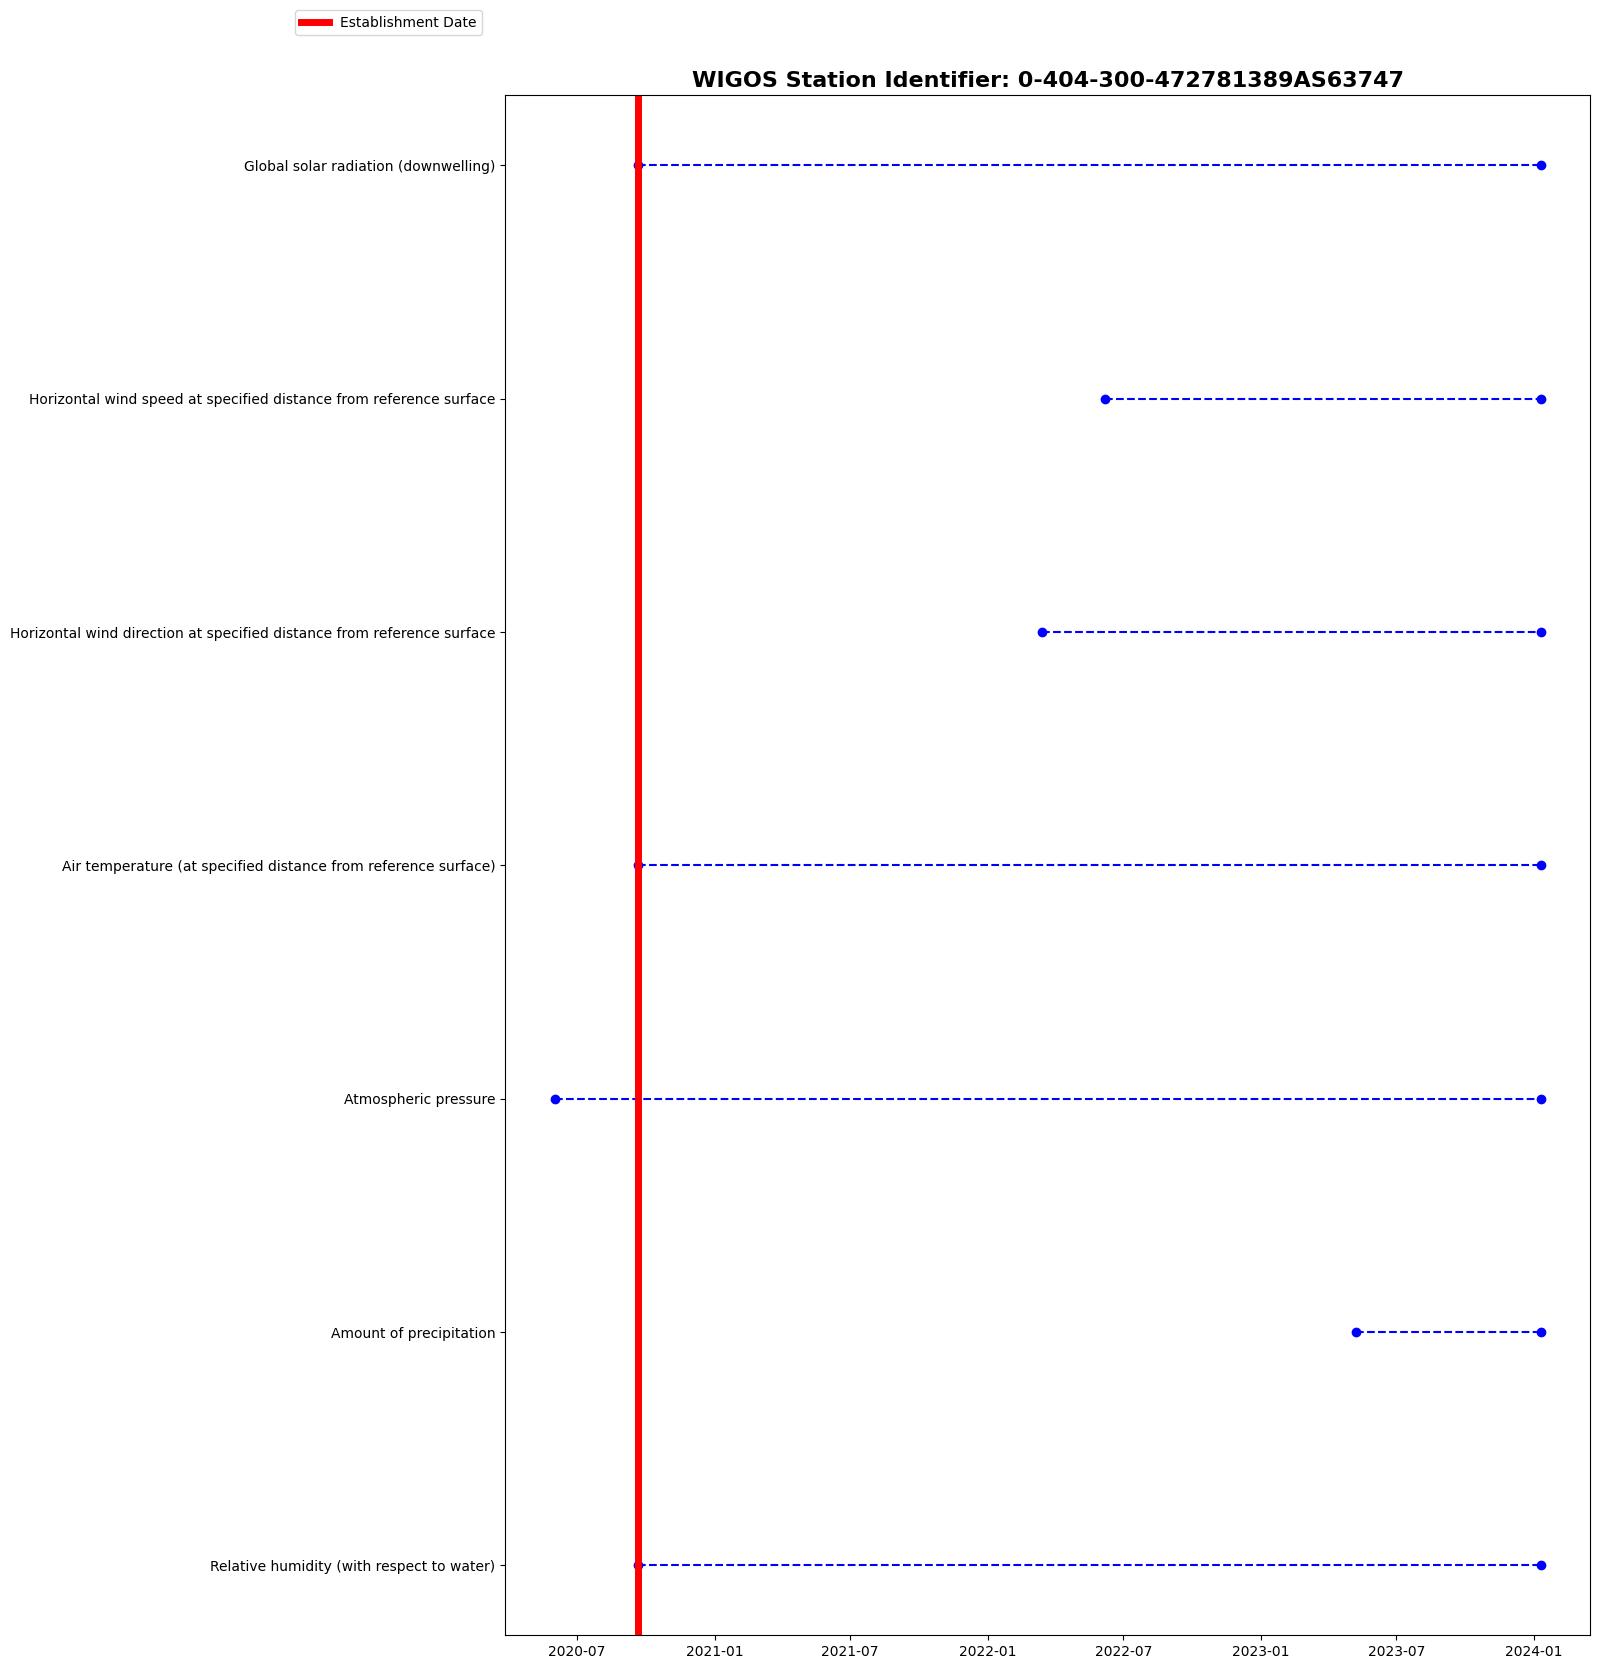 Establishment Date
WIGOS Station Identifier: 0-404-300-472781389AS63747
Global solar radiation (downwelling)
Horizontal wind speed at specified distance from reference surface
Horizontal wind direction at specified distance from reference surface
Air temperature (at specified distance from reference surface)
Atmospheric pressure
Amount of precipitation
Relative humidity (with respect to water)
2020-07 2021-01 2021-07 2022-01 2022-07 2023-01 2023-07 2024-01